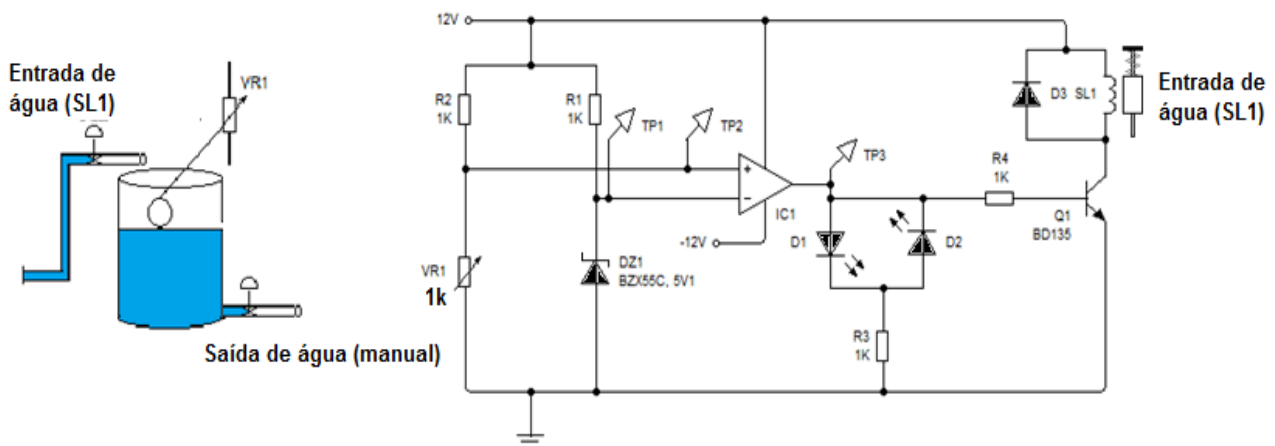 Entrada de
água (SL1)
VR1
Saída de água (manual)
12V
R2
1K
R1
1K
TP1
TP2
TP3
+
−
IC1
-12V
VR1
1k
DZ1
BZX55C, 5V1
D1
D2
R3
1K
R4
1K
Q1
BD135
D3
SL1
Entrada de
água (SL1)